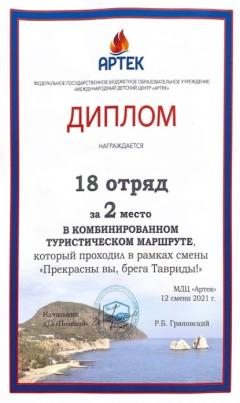 АРТЕК
ФЕДЕРАЛЬНОЕ ГОСУДАРСТВЕННОЕ БЮДЖЕТНОЕ ОБРАЗОВАТЕЛЬНОЕ УЧРЕЖДЕНИЕ
«МЕЖДУНАРОДНЫЙ ДЕТСКИЙ ЦЕНТР «АРТЕК»
ДИПЛОМ
НАГРАЖДАЕТСЯ
18 отряд
за 2 место
В КОМБИНИРОВАННОМ
ТУРИСТИЧЕСКОМ МАРШРУТЕ,
который проходил в рамках смены
«Прекрасны вы, брега Тавриды!»
МДЦ «Артек»
12 смена 2021 г.
Начальник
д/л «Полевой»
Р.Б. Грановский